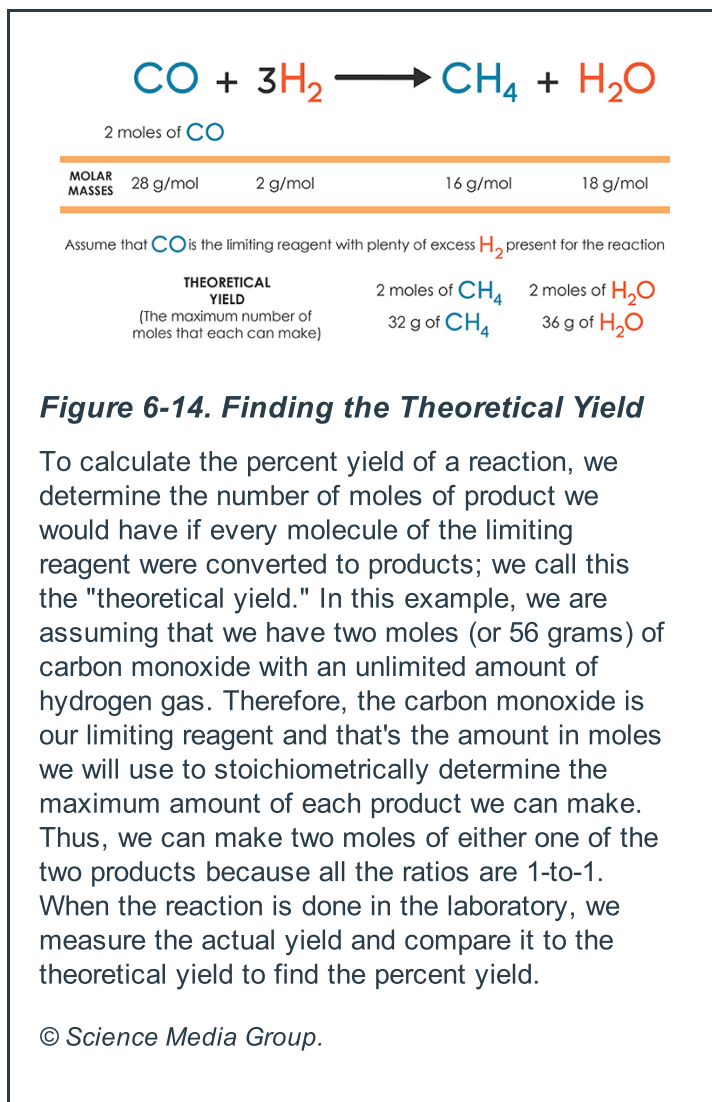 CO + 3H₂ ⟶ CH₄ + H₂O
2 moles of CO
MOLAR MASSES 28 g/mol 2 g/mol 16 g/mol 18 g/mol
Assume that CO is the limiting reagent with plenty of excess H₂ present for the reaction
THEORETICAL
YIELD
(The maximum number of
moles that each can make)
2 moles of CH₄ 2 moles of H₂O
32 g of CH₄ 36 g of H₂O
Figure 6-14. Finding the Theoretical Yield
To calculate the percent yield of a reaction, we
determine the number of moles of product we
would have if every molecule of the limiting
reagent were converted to products; we call this
the "theoretical yield." In this example, we are
assuming that we have two moles (or 56 grams) of
carbon monoxide with an unlimited amount of
hydrogen gas. Therefore, the carbon monoxide is
our limiting reagent and that's the amount in moles
we will use to stoichiometrically determine the
maximum amount of each product we can make.
Thus, we can make two moles of either one of the
two products because all the ratios are 1-to-1.
When the reaction is done in the laboratory, we
measure the actual yield and compare it to the
theoretical yield to find the percent yield.
© Science Media Group.